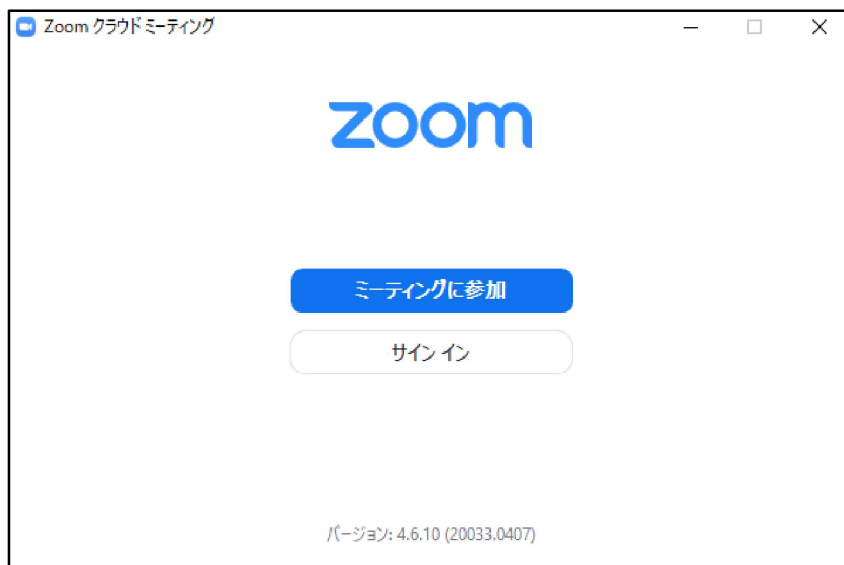 Zoom クラウド ミーティング
zoom
ミーティングに参加
サイン イン
バージョン: 4.6.10 (20033.0407)